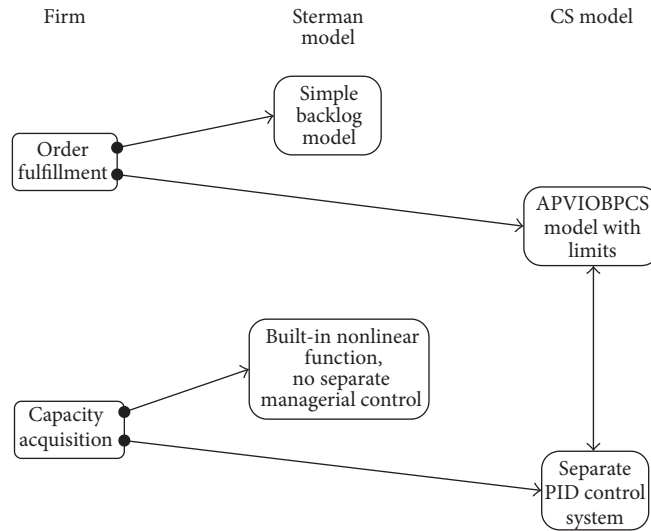 Firm
Sterman
model
CS model
Simple
backlog
model
Order
fulfillment
APVIOBPCS
model with
limits
Built-in nonlinear
function,
no separate
managerial control
Capacity
acquisition
Separate
PID control
system